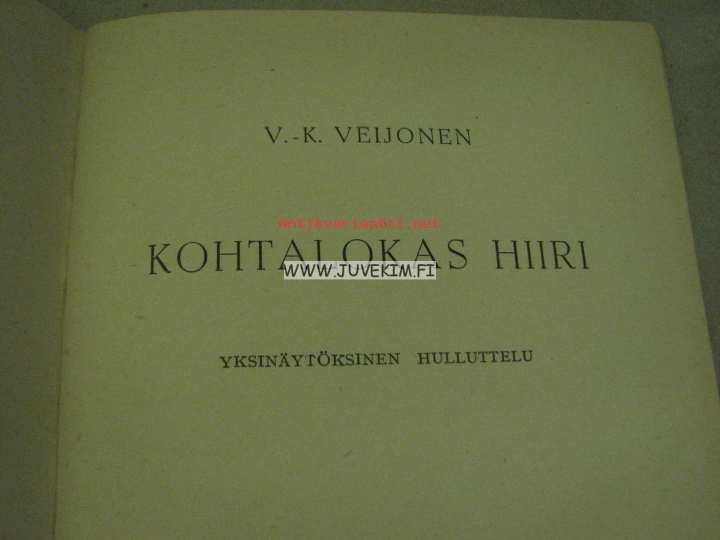 V.-K. VEIJONEN
Antikvariaatti.net
KOHTALOKAS HIIRI
WWW.JUVEKIM.FI
YKSINÄYTÖKSINEN HULLUTTELU